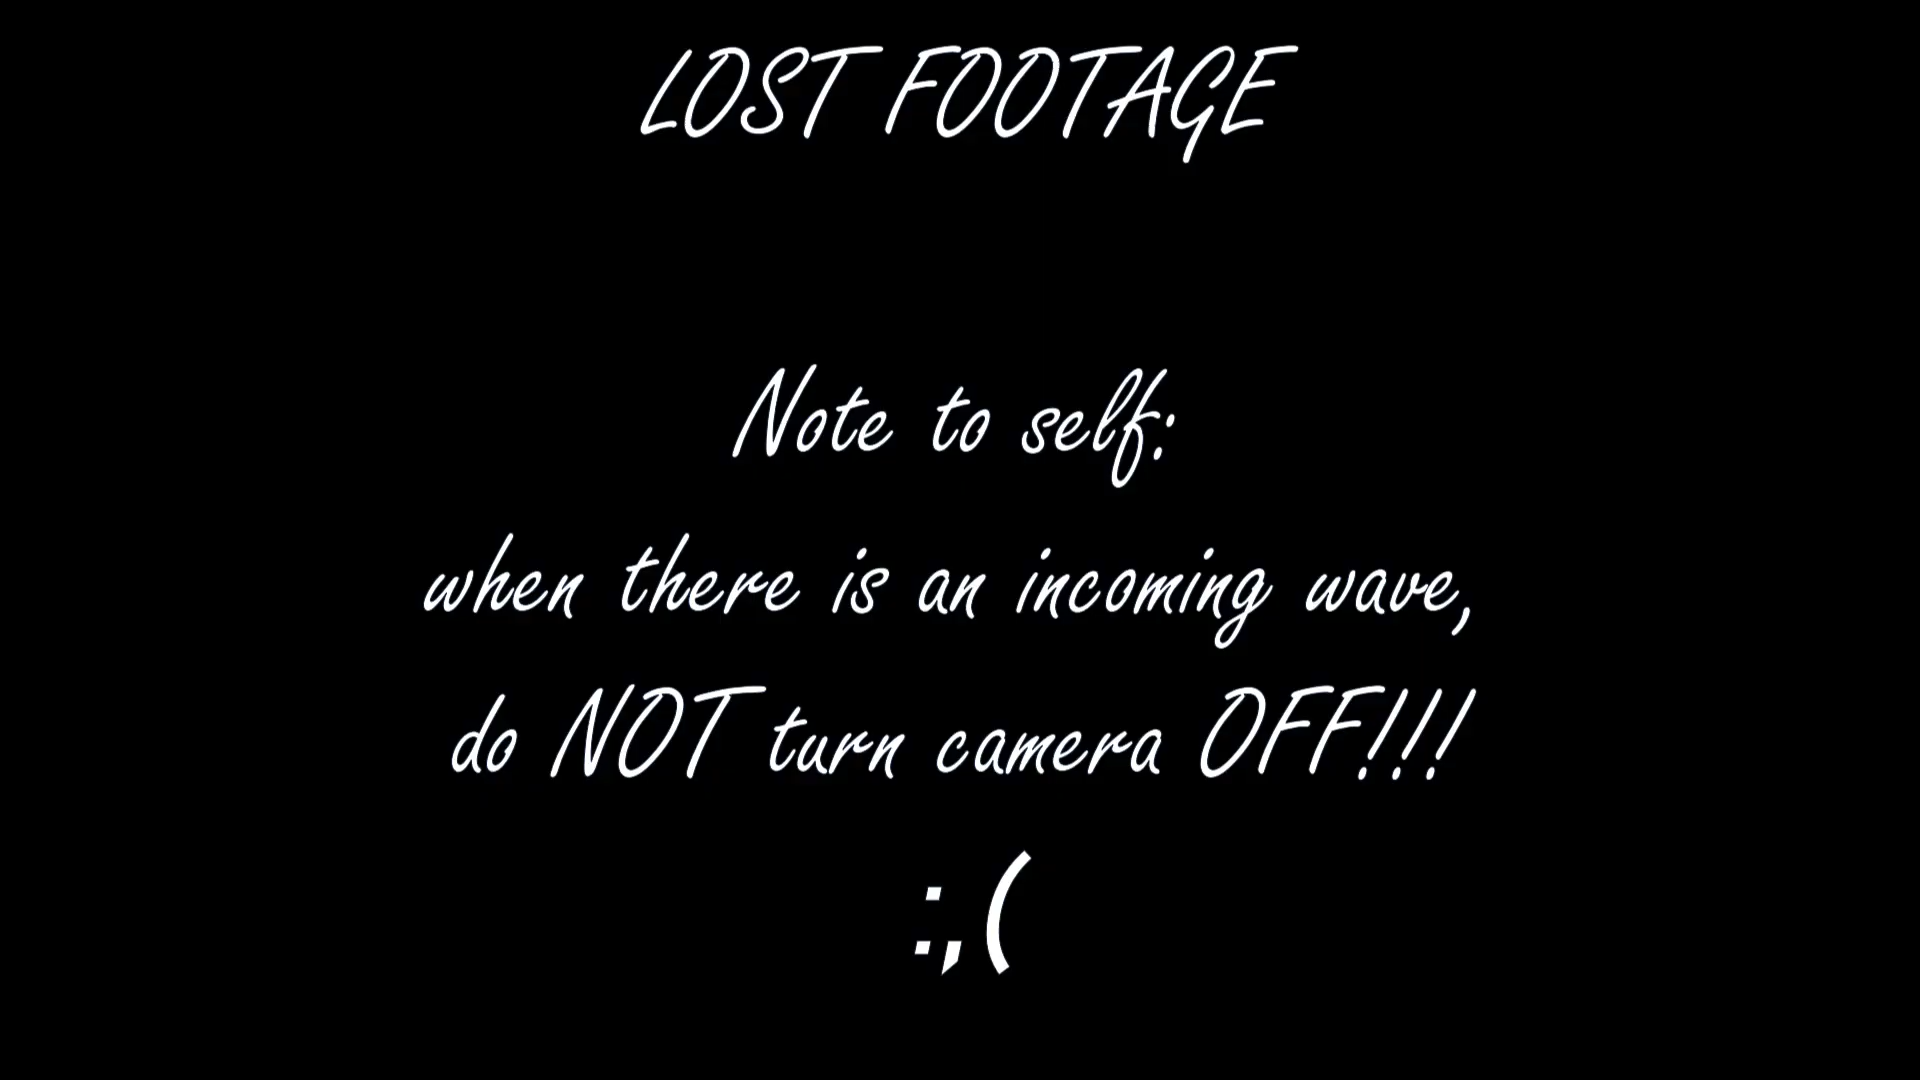 LOST FOOTAGE
Note to self:
when there is an incoming wave,
do NOT turn camera OFF!!!
:,(